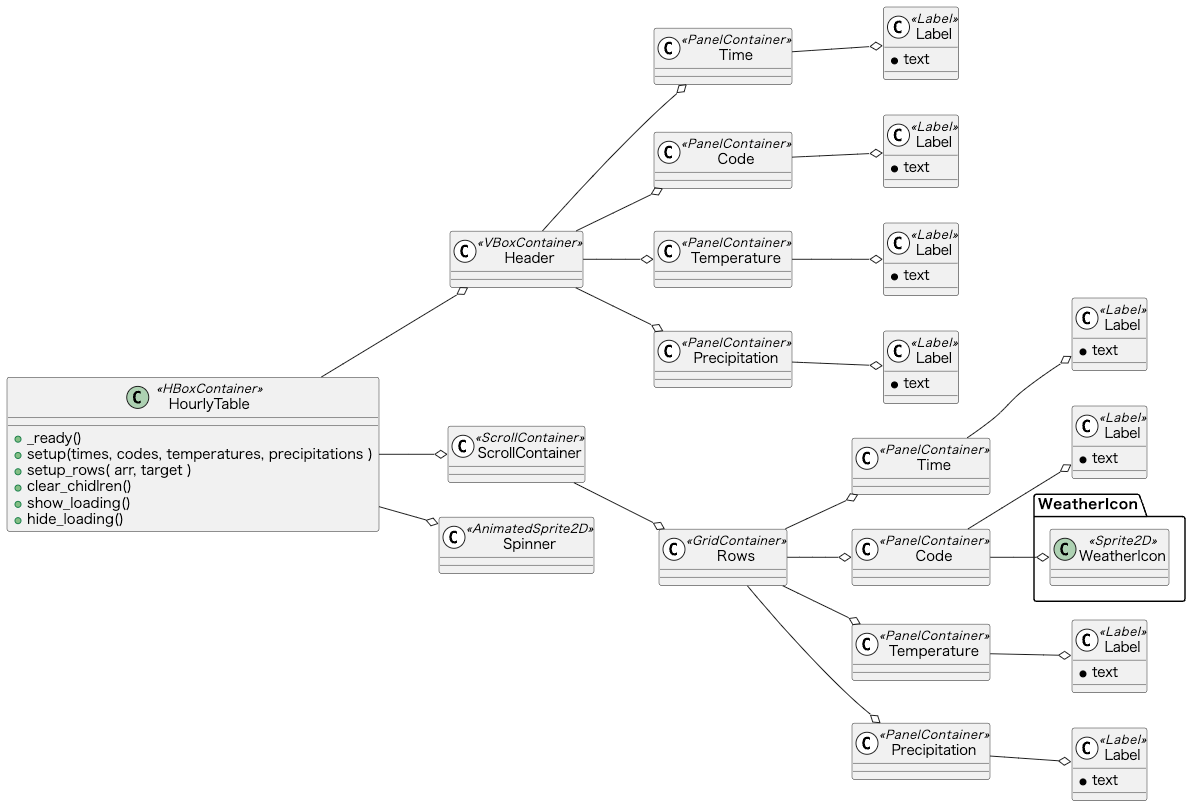 «HBoxContainer»
C HourlyTable
_ready()
setup(times, codes, temperatures, precipitations )
setup_rows( arr, target )
clear_chidlren()
show_loading()
hide_loading()
«VBoxContainer»
C Header
«PanelContainer»
C Time
«Label»
C Label
text
«PanelContainer»
C Code
«Label»
C Label
text
«PanelContainer»
C Temperature
«Label»
C Label
text
«PanelContainer»
C Precipitation
«Label»
C Label
text
«ScrollContainer»
C ScrollContainer
«AnimatedSprite2D»
C Spinner
«GridContainer»
C Rows
«PanelContainer»
C Time
«Label»
C Label
text
«PanelContainer»
C Code
«Label»
C Label
text
WeatherIcon
«Sprite2D»
C WeatherIcon
«PanelContainer»
C Temperature
«Label»
C Label
text
«PanelContainer»
C Precipitation
«Label»
C Label
text